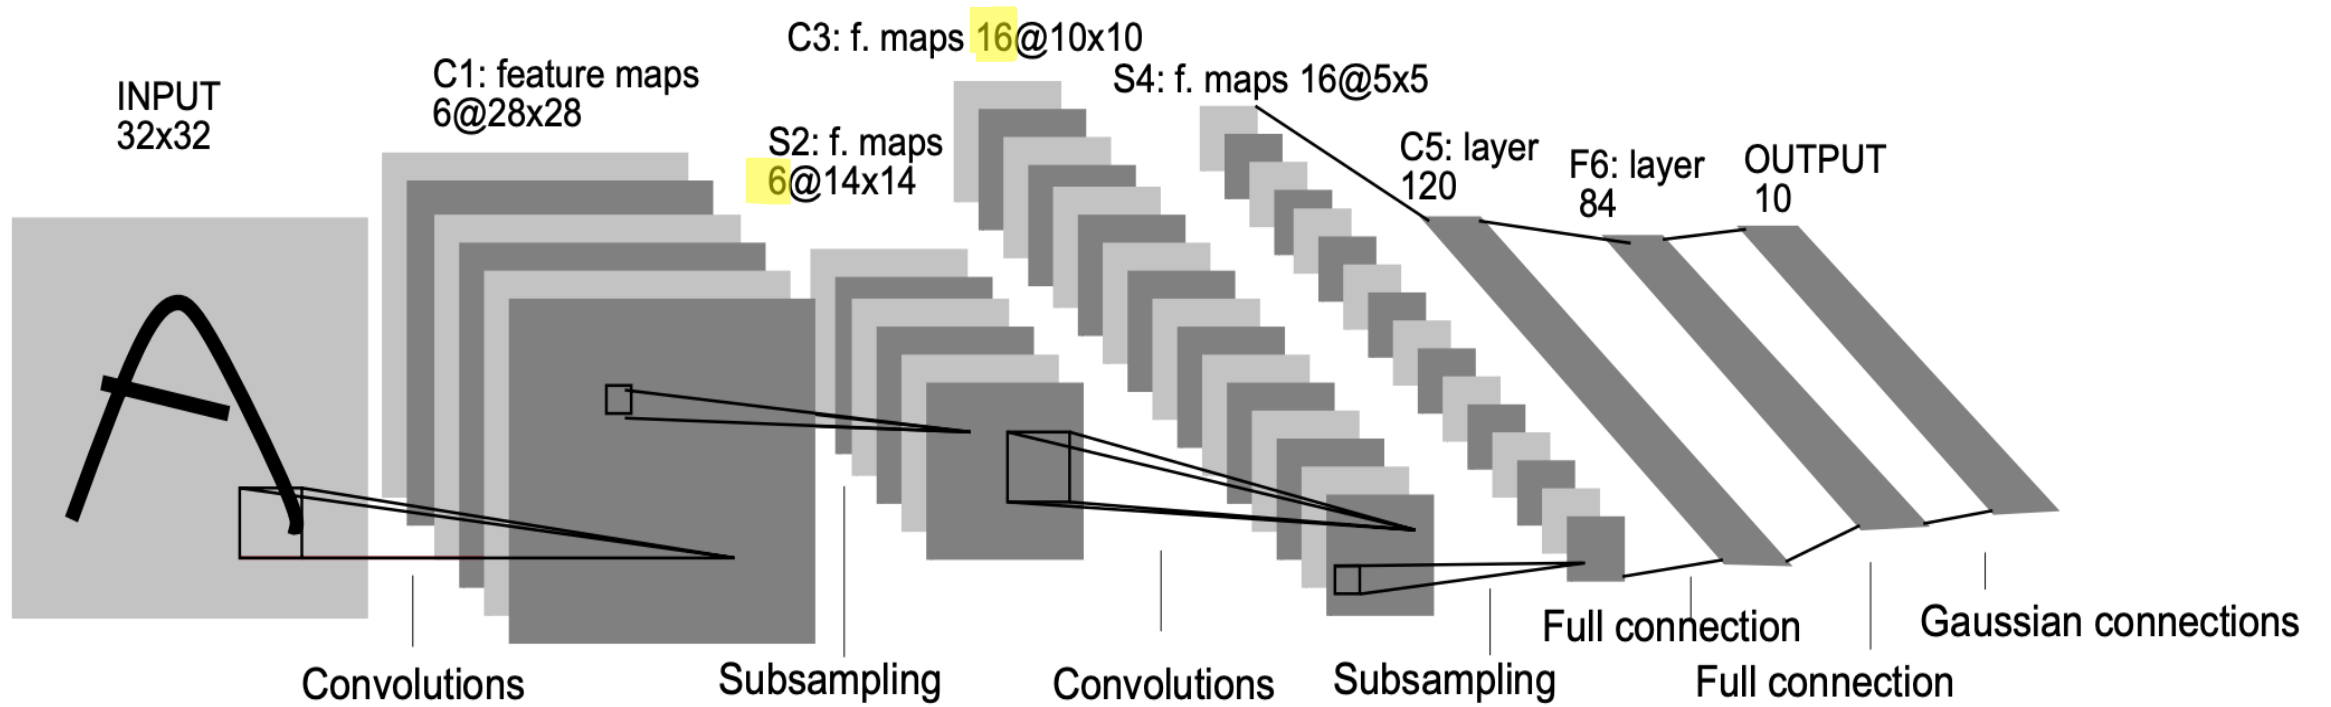 INPUT
32x32
C1: feature maps
6@28x28
S2: f. maps
6@14x14
C3: f. maps 16@10x10
S4: f. maps 16@5x5
C5: layer
120
F6: layer
84
OUTPUT
10
Convolutions
Subsampling
Convolutions
Subsampling
Full connection
Full connection
Gaussian connections